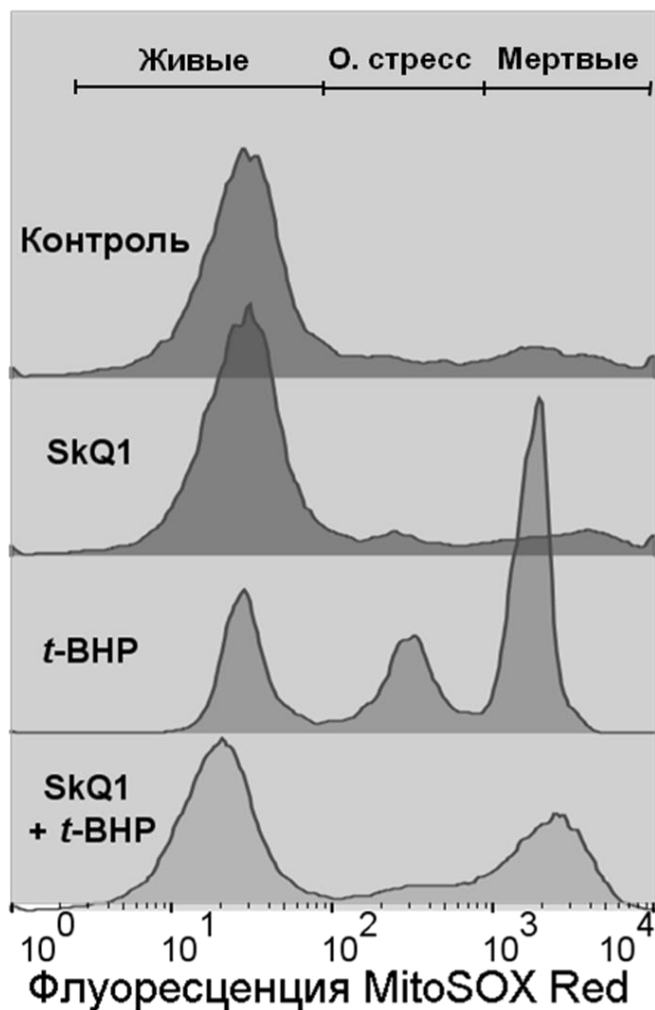 Живые О. стресс Мертвые
Контроль
SkQ1
t-BHP
SkQ1
+ t-BHP
10^0 10^1 10^2 10^3 10^4
Флуоресценция MitoSOX Red